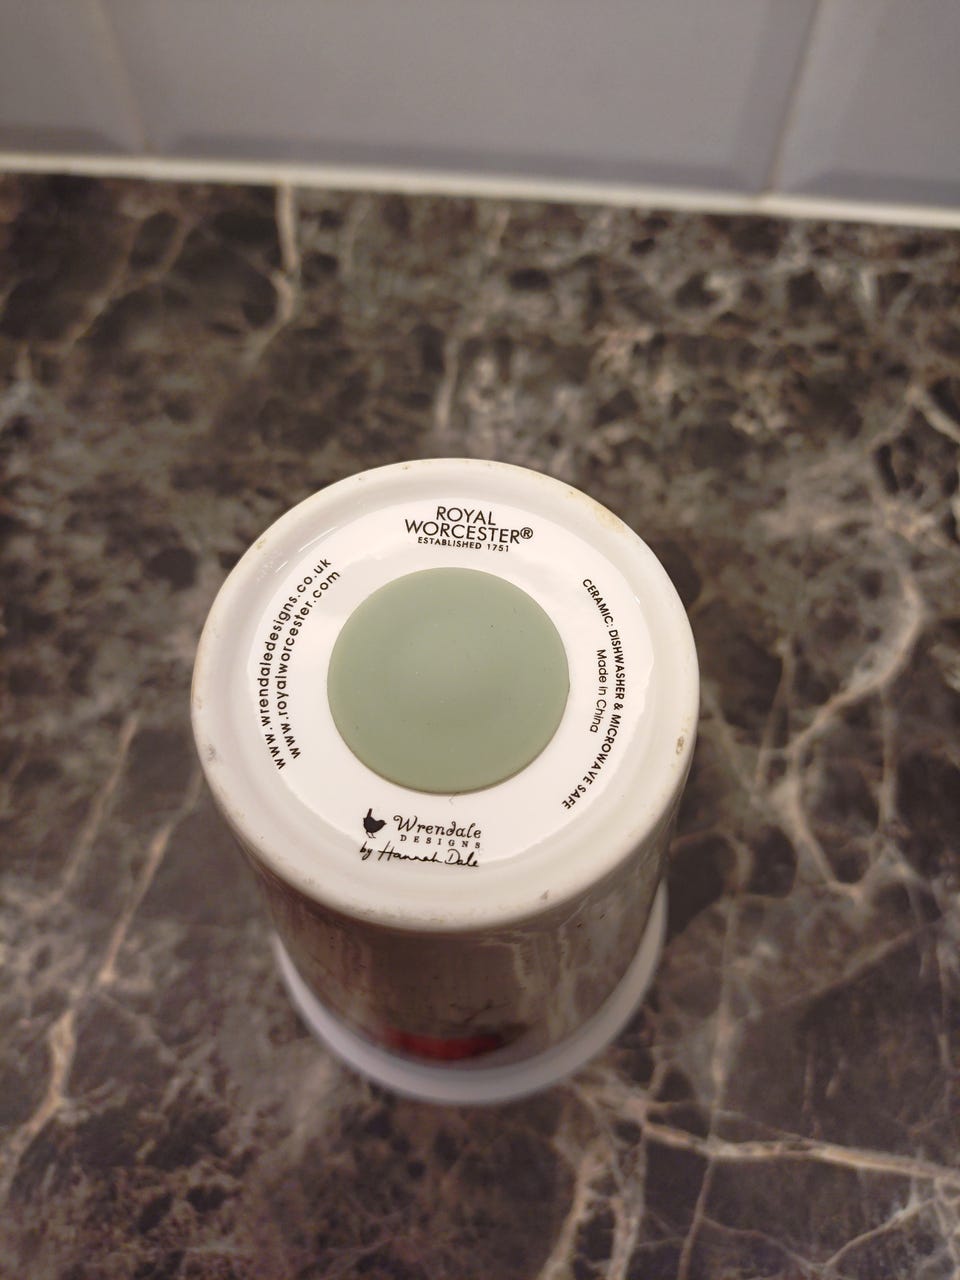 ROYAL
WORCESTER®
ESTABLISHED 1751
www.wrendaledesigns.co.uk
www.royalworcester.com
CERAMIC: DISHWASHER & MICROWAVE SAFE
Made in China
Wrendale
DESIGNS
by Hannah Dale